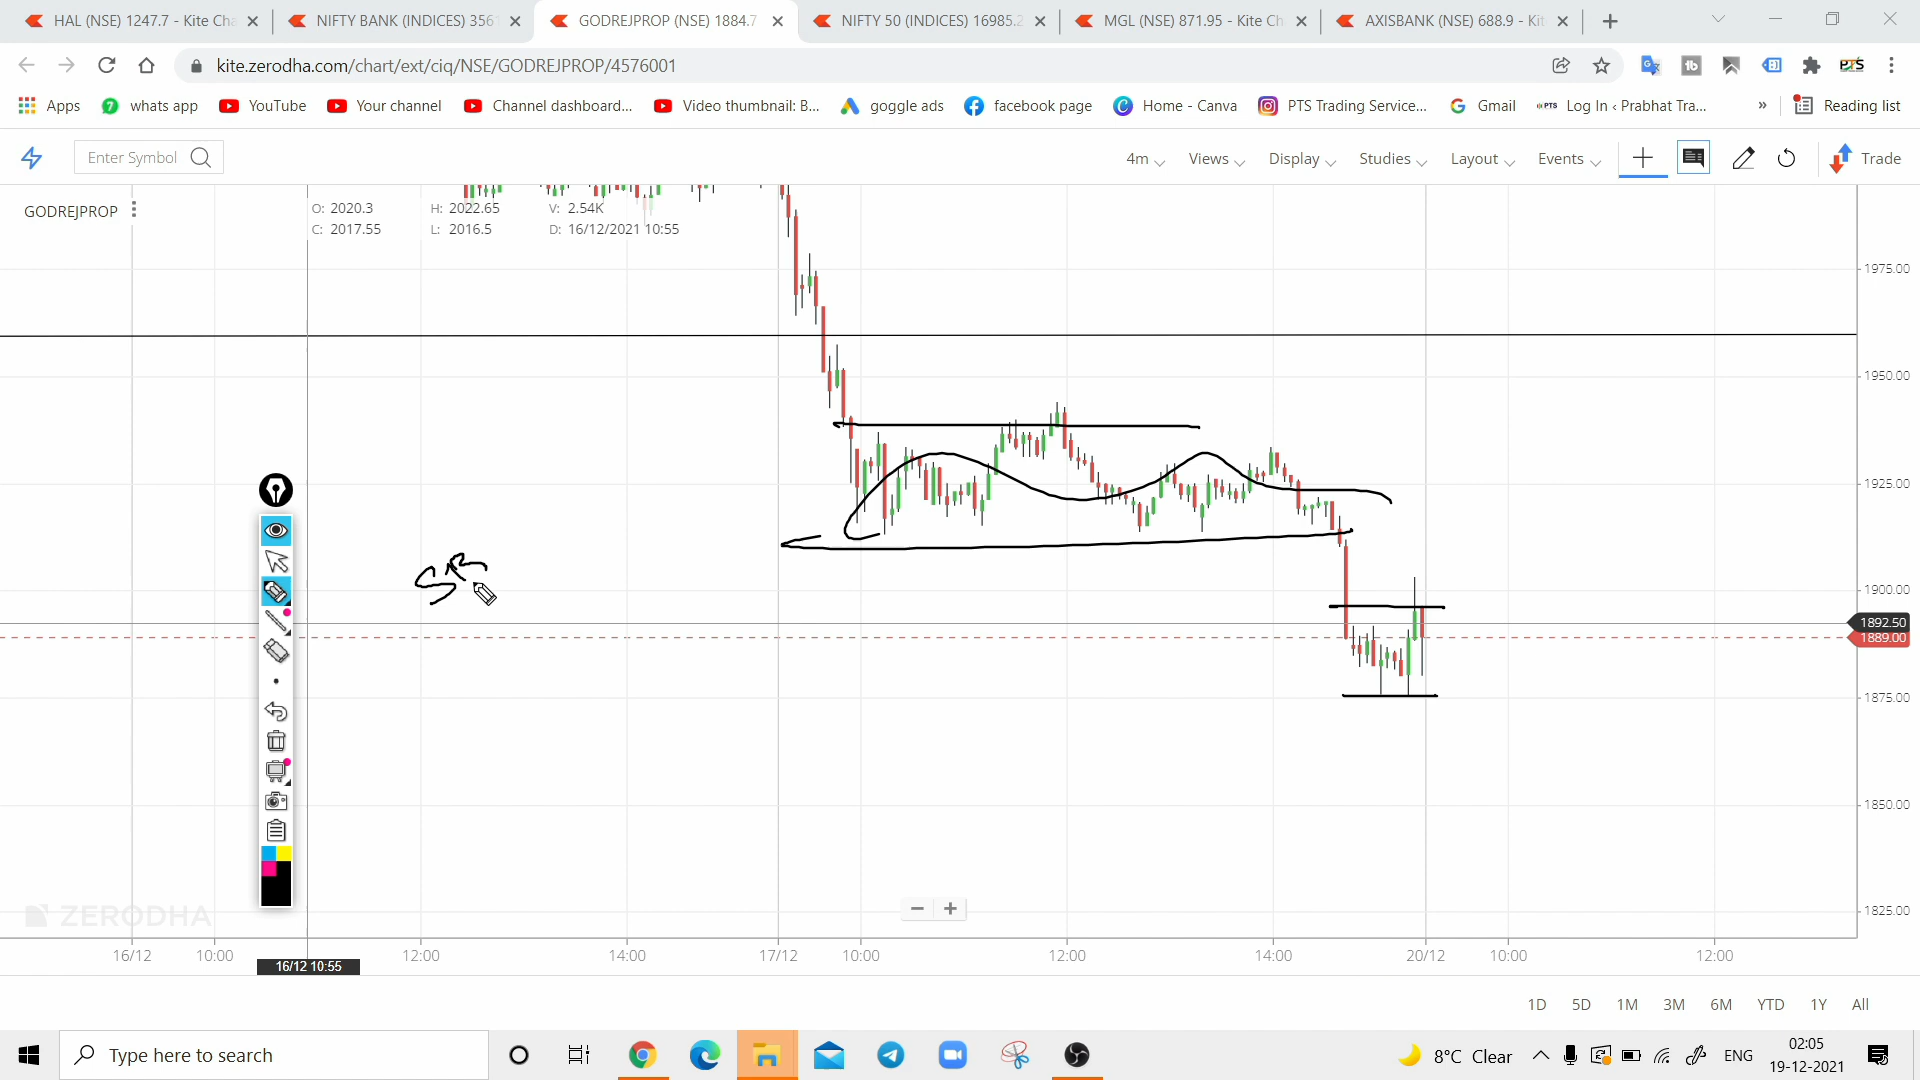 HAL (NSE) 1247.7 - Kite Cha
NIFTY BANK (INDICES) 3561
GODREJPROP (NSE) 1884.7
NIFTY 50 (INDICES) 16985.2
MGL (NSE) 871.95 - Kite Ch
AXISBANK (NSE) 688.9 - Kit
kite.zerodha.com/chart/ext/ciq/NSE/GODREJPROP/4576001
PTS
Apps
whats app
YouTube
Your channel
Channel dashboard...
Video thumbnail: B...
goggle ads
facebook page
Home - Canva
PTS Trading Service...
Gmail
PTS Log In ‹ Prabhat Tra...
»
Reading list
Enter Symbol
4m
Views
Display
Studies
Layout
Events
Trade
GODREJPROP
O: 2020.3 H: 2022.65 V: 2.54K
C: 2017.55 L: 2016.5 D: 16/12/2021 10:55
1975.00
1950.00
1925.00
1900.00
1892.50
1889.00
1875.00
1850.00
1825.00
ZERODHA
16/12 10:00 12:00 14:00 17/12 10:00 12:00 14:00 20/12 10:00 12:00
16/12 10:55
1D 5D 1M 3M 6M YTD 1Y All
Type here to search
8°C Clear
ENG
02:05
19-12-2021